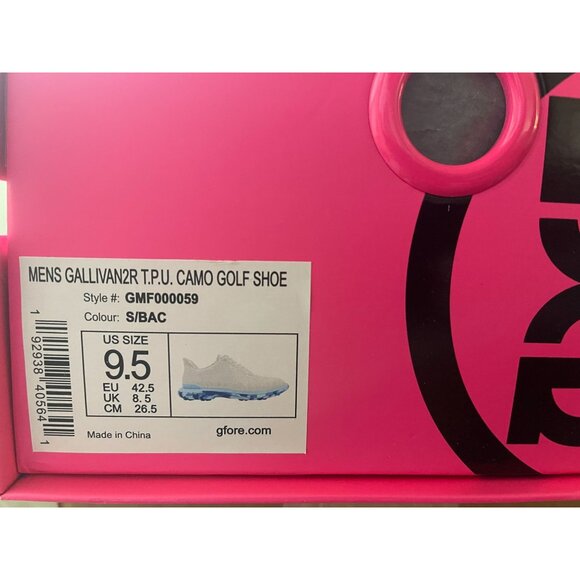 MENS GALLIVAN2R T.P.U. CAMO GOLF SHOE
Style #: GMF000059
Colour: S/BAC
US SIZE
9.5
EU 42.5
UK 8.5
CM 26.5
Made in China
gfore.com
1 92938 40564 1